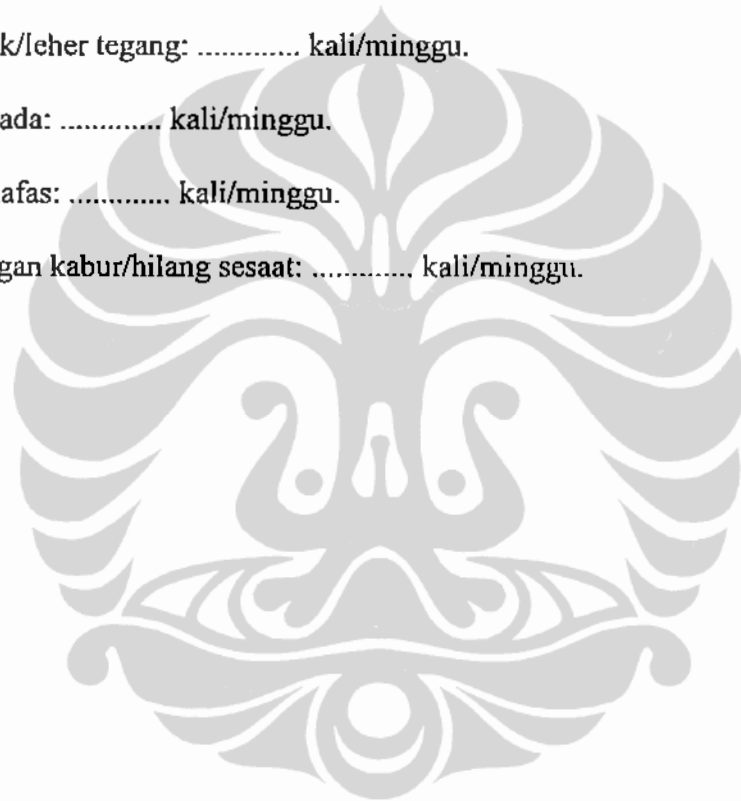 k/leher tegang: ............. kali/minggu.
ada: ............. kali/minggu.
afas: ............. kali/minggu.
gan kabur/hilang sesaat: ............. kali/minggu.